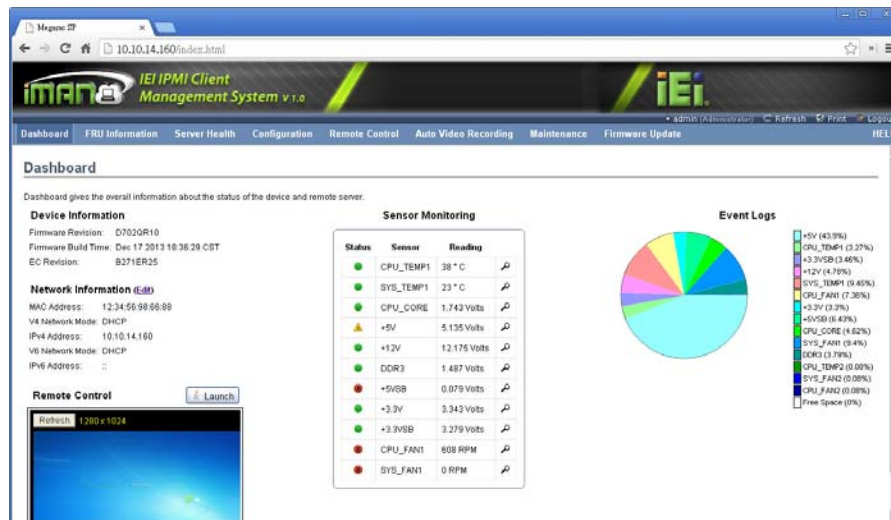 Megarac SP
10.10.14.160/index.html
iMAN
IEI IPMI Client
Management System v 1.0
iEi
admin (Administrator) Refresh Print Logou
Dashboard FRU Information Server Health Configuration Remote Control Auto Video Recording Maintenance Firmware Update HEL
Dashboard
Dashboard gives the overall information about the status of the device and remote server.
Device Information
Firmware Revision: D702QR10
Firmware Build Time: Dec 17 2013 18:36:29 CST
EC Revision: B271ER25
Network Information (Edit)
MAC Address: 12:34:56:98:66:88
V4 Network Mode: DHCP
IPv4 Address: 10.10.14.160
V6 Network Mode: DHCP
IPv6 Address: ::
Remote Control Launch
Refresh 1280 x 1024
Sensor Monitoring
Status Sensor Reading
CPU_TEMP1 38 ° C
SYS_TEMP1 23 ° C
CPU_CORE 1.743 Volts
+5V 5.135 Volts
+12V 12.175 Volts
DDR3 1.487 Volts
+5VSB 0.079 Volts
+3.3V 3.343 Volts
+3.3VSB 3.279 Volts
CPU_FAN1 608 RPM
SYS_FAN1 0 RPM
Event Logs
+5V (43.9%)
CPU_TEMP1 (3.27%)
+3.3VSB (3.46%)
+12V (4.78%)
SYS_TEMP1 (9.45%)
CPU_FAN1 (7.36%)
+3.3V (3.3%)
+5VSB (6.43%)
CPU_CORE (4.62%)
SYS_FAN1 (9.4%)
DDR3 (3.79%)
CPU_TEMP2 (0.08%)
SYS_FAN2 (0.08%)
CPU_FAN2 (0.08%)
Free Space (0%)